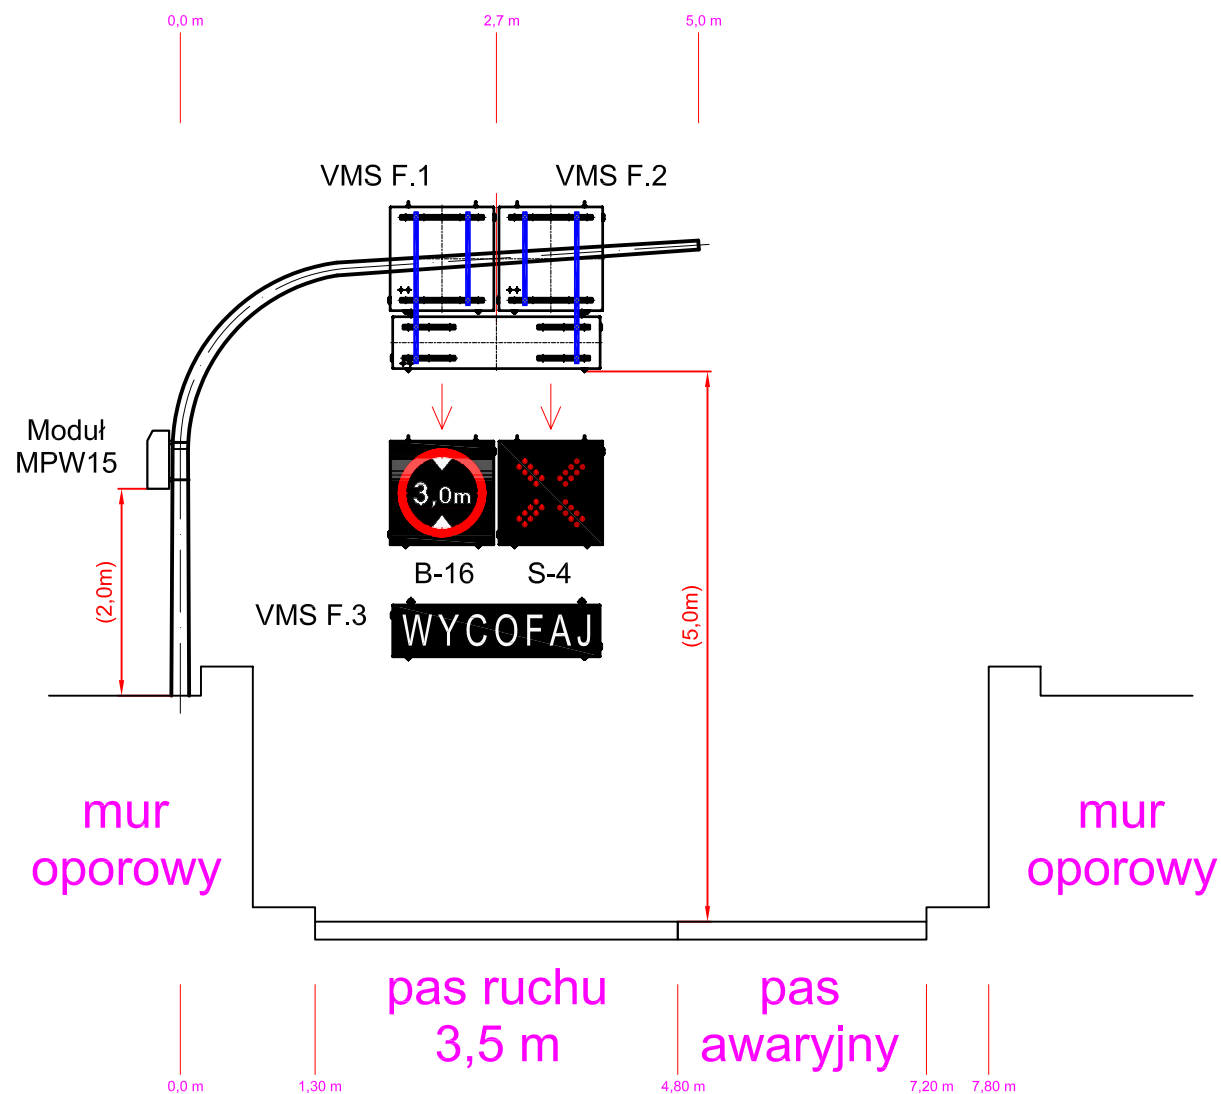 0,0 m
2,7 m
5,0 m
VMS F.1
VMS F.2
Moduł
MPW15
3,0m
B-16
S-4
(2,0m)
(5,0m)
VMS F.3
WYCOFAJ
mur
oporowy
mur
oporowy
pas ruchu
3,5 m
pas
awaryjny
0,0 m
1,30 m
4,80 m
7,20 m
7,80 m